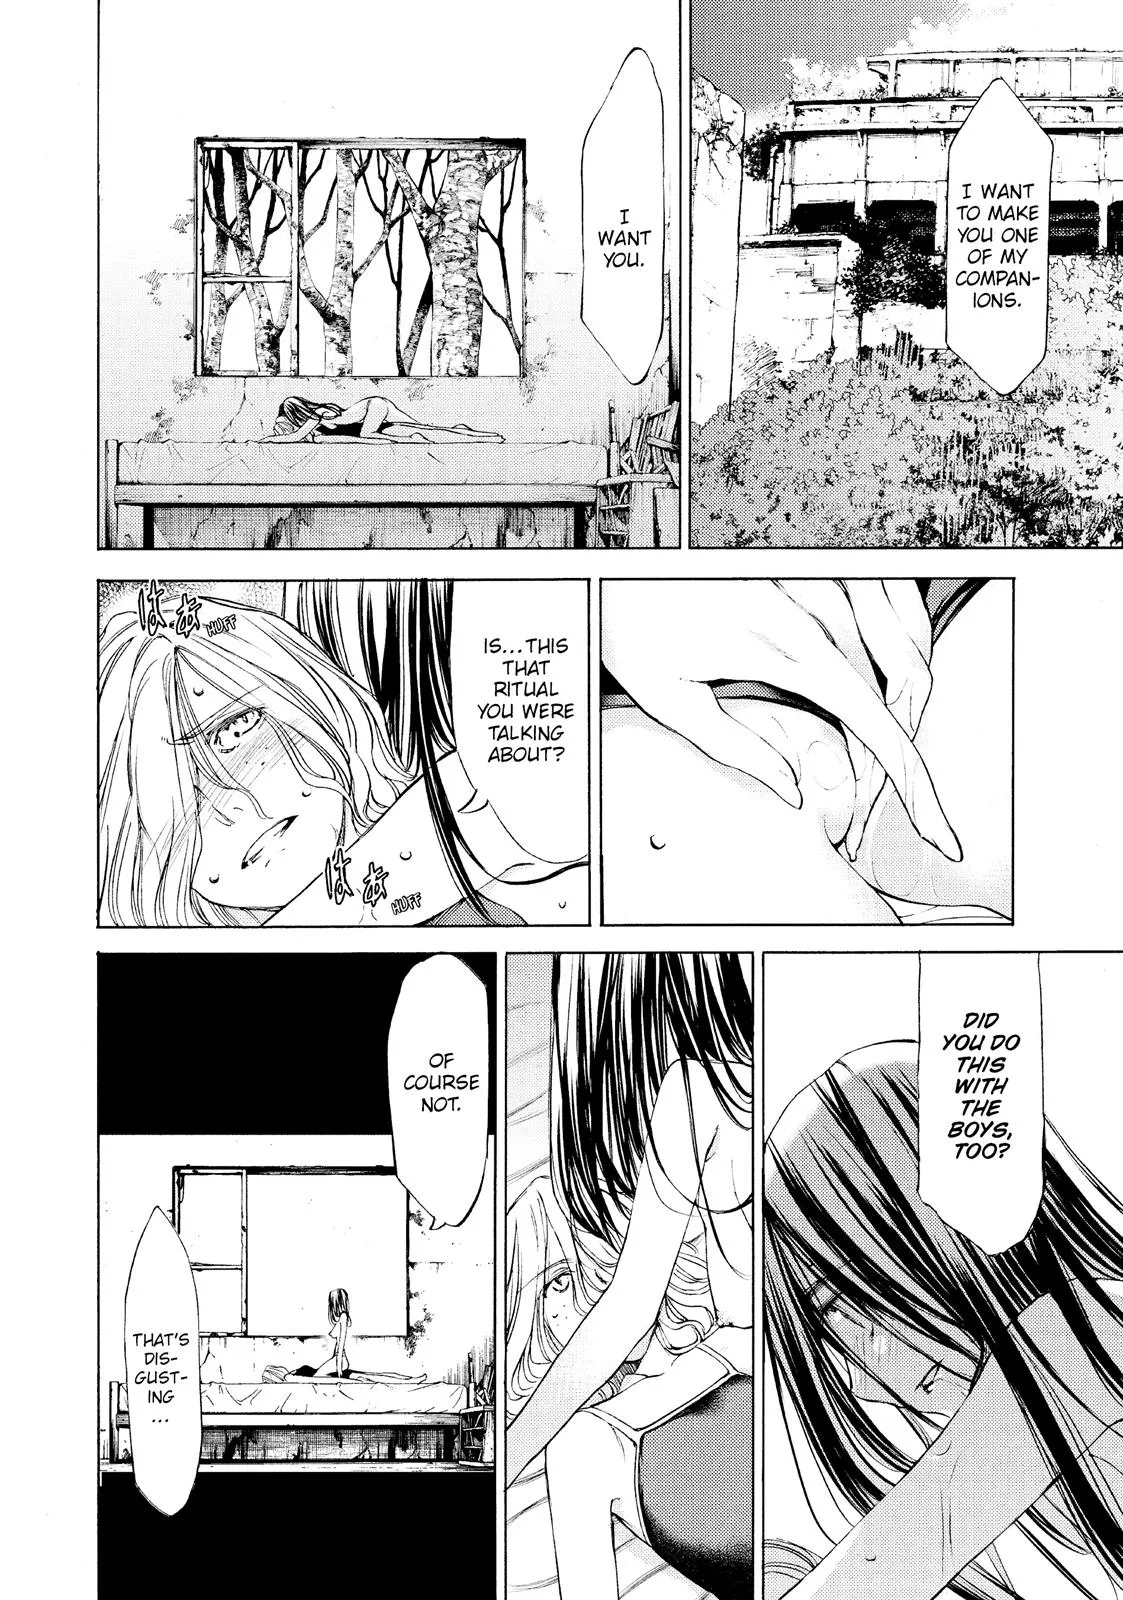 I WANT
TO MAKE
YOU ONE
OF MY
COMPAN-
IONS.
I
WANT
YOU.
IS...THIS
THAT
RITUAL
YOU WERE
TALKING
ABOUT?
はぁ
HUFF
はぁ
HUFF
DID
YOU DO
THIS
WITH
THE
BOYS,
TOO?
OF
COURSE
NOT.
THAT'S
DIS-
GUST-
ING
...